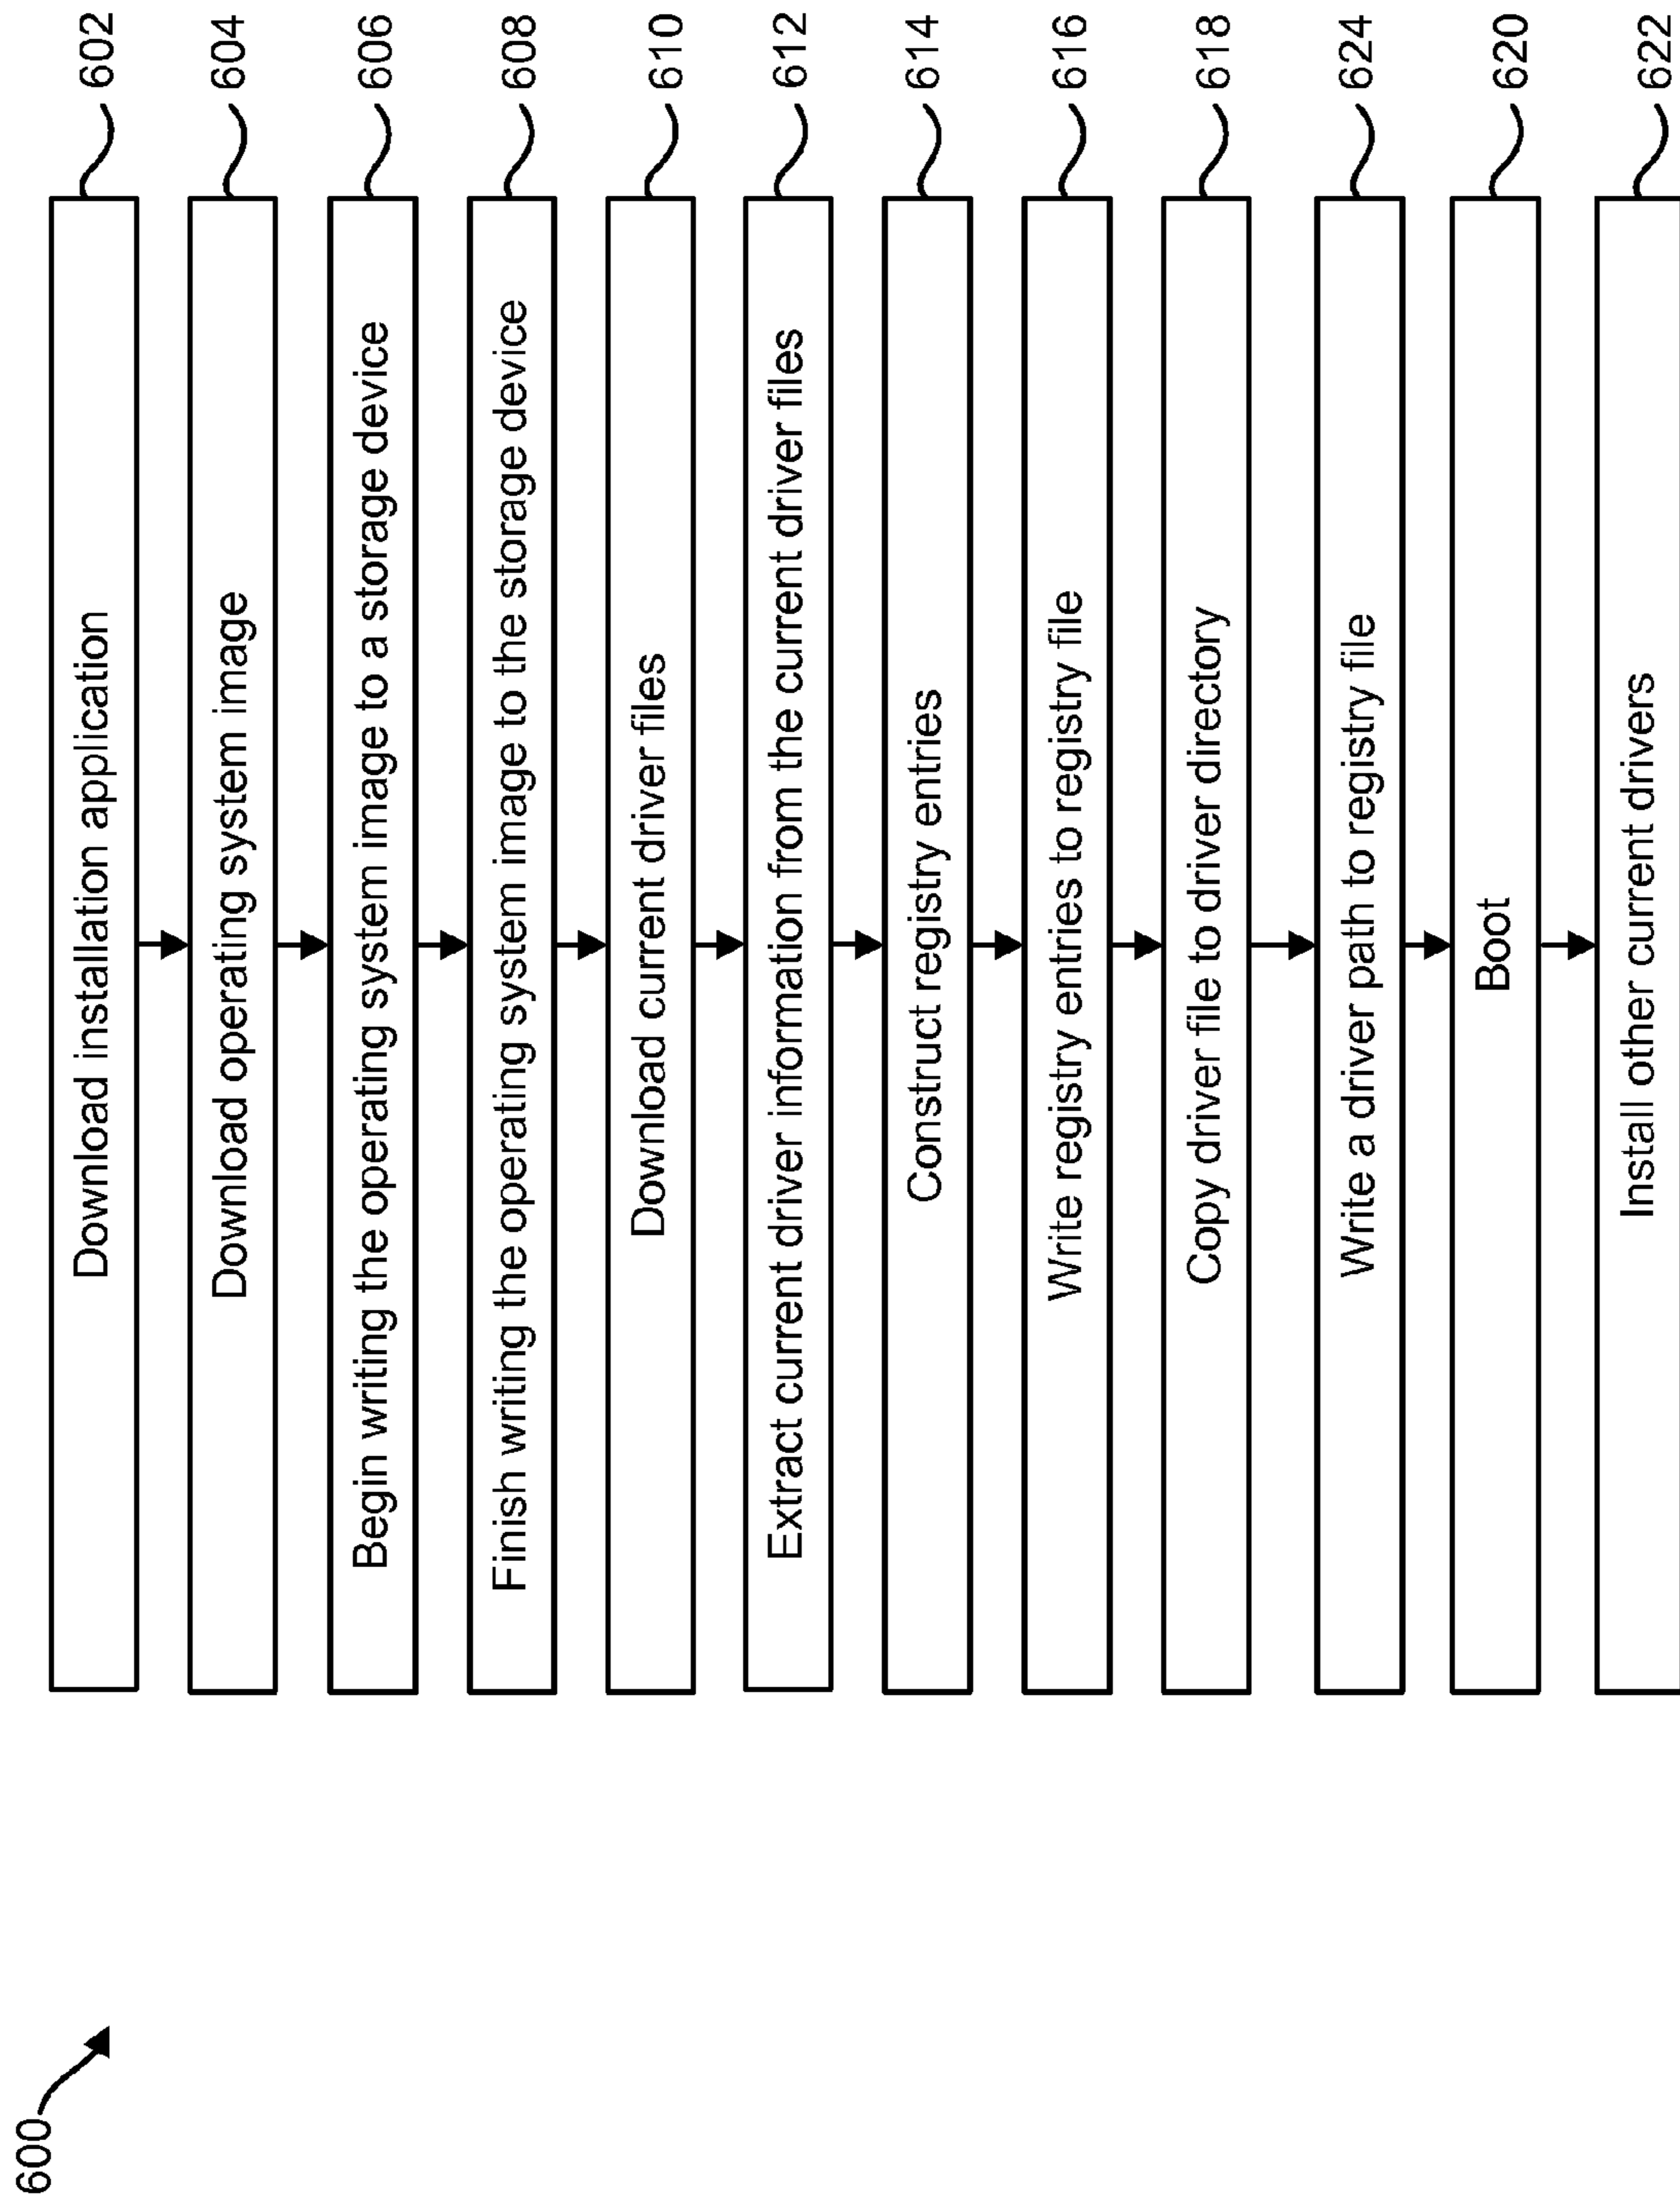 600
Download installation application
602
Download operating system image
604
Begin writing the operating system image to a storage device
606
Finish writing the operating system image to the storage device
608
Download current driver files
610
Extract current driver information from the current driver files
612
Construct registry entries
614
Write registry entries to registry file
616
Copy driver file to driver directory
618
Write a driver path to registry file
624
Boot
620
Install other current drivers
622